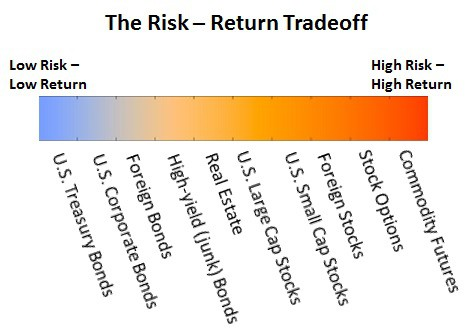 The Risk – Return Tradeoff
Low Risk –
Low Return
High Risk –
High Return
U.S. Treasury Bonds
U.S. Corporate Bonds
Foreign Bonds
High-yield (junk) Bonds
Real Estate
U.S. Large Cap Stocks
U.S. Small Cap Stocks
Foreign Stocks
Stock Options
Commodity Futures